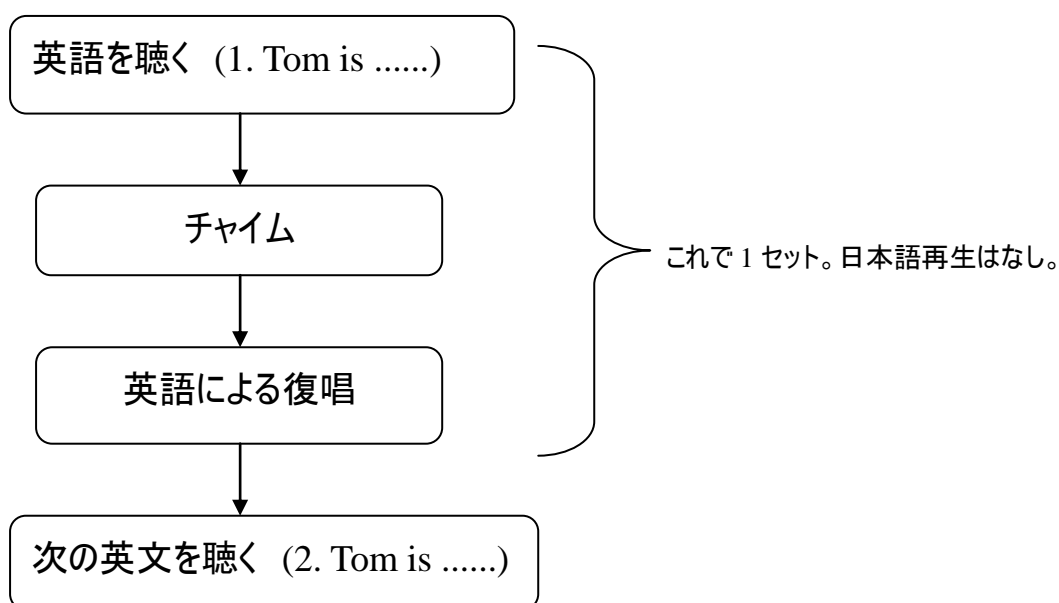 英語を聴く (1. Tom is ......)
チャイム
これで 1 セット。日本語再生はなし。
英語による復唱
次の英文を聴く (2. Tom is ......)